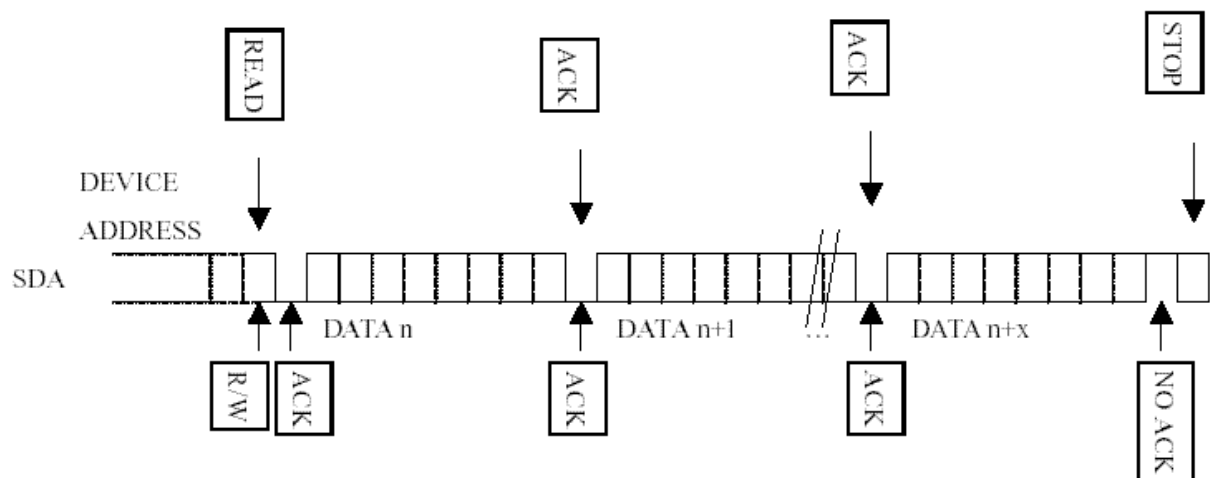 READ
ACK
ACK
STOP
DEVICE
ADDRESS
SDA
DATA n
DATA n+1
...
DATA n+x
R/W
ACK
ACK
ACK
NO ACK